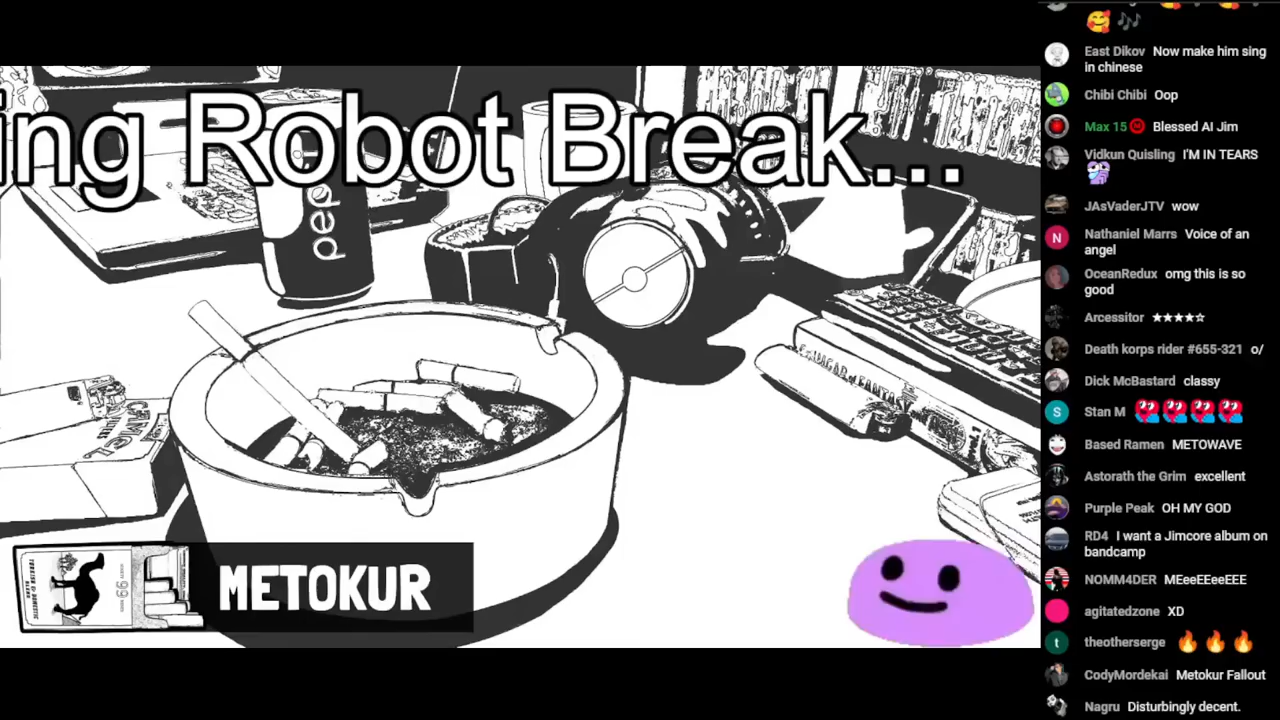 ing Robot Break...
pep
CAMEL
METOKUR
99
East Dikov Now make him sing
in chinese
Chibi Chibi Oop
Max 15 Blessed AI Jim
Vidkun Quisling I'M IN TEARS
JAsVaderJTV wow
Nathaniel Marrs Voice of an
angel
OceanRedux omg this is so
good
Arcessitor ★★★★☆
Death korps rider #655-321 o/
Dick McBastard classy
Stan M
Based Ramen METOWAVE
Astorath the Grim excellent
Purple Peak OH MY GOD
RD4 I want a Jimcore album on
bandcamp
NOMM4DER MEeeEEeeEEE
agitatedzone XD
theotherserge 🔥 🔥 🔥
CodyMordekai Metokur Fallout
Nagru Disturbingly decent.